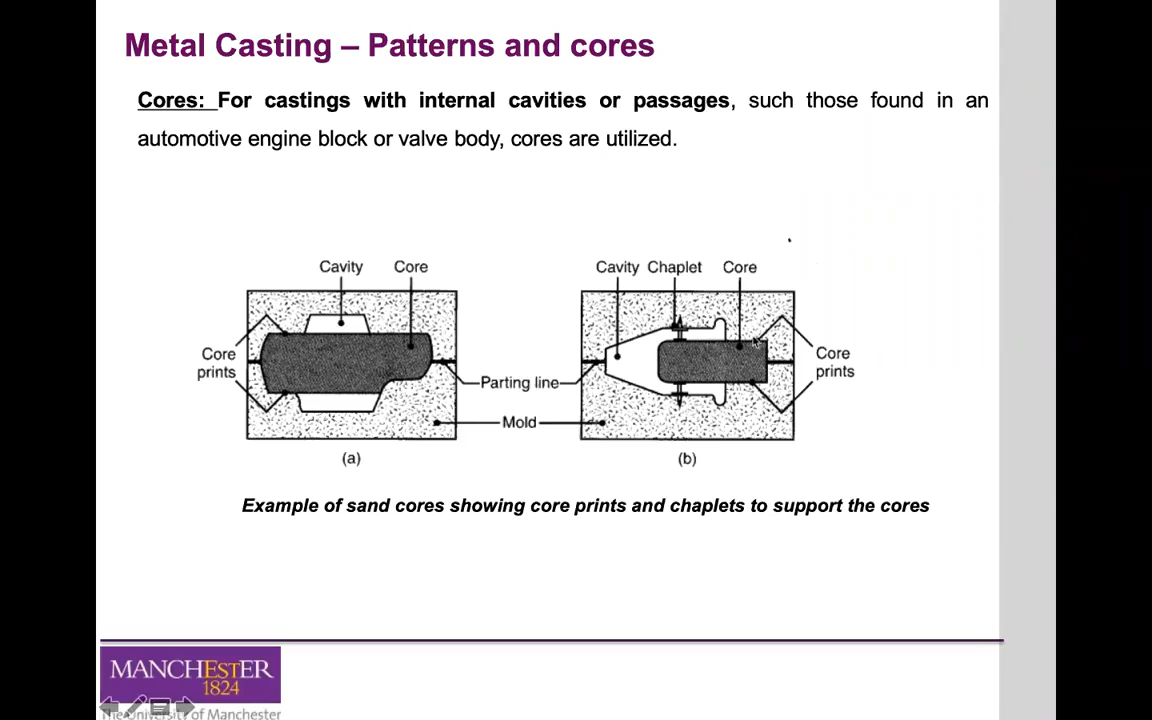 Metal Casting – Patterns and cores
Cores: For castings with internal cavities or passages, such those found in an
automotive engine block or valve body, cores are utilized.
Cavity Core
Cavity Chaplet Core
Core
prints
Parting line
Core
prints
Mold
(a)
(b)
Example of sand cores showing core prints and chaplets to support the cores
MANCHESTER
1824
The University of Manchester